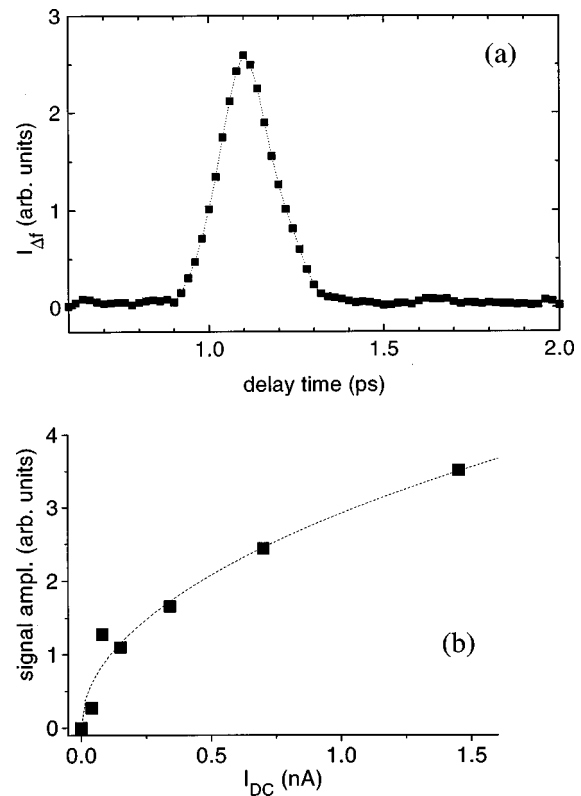 (a)
I_Δf (arb. units)
3
2
1
0
1.0
1.5
2.0
delay time (ps)
(b)
signal ampl. (arb. units)
4
3
2
1
0
0.0
0.5
1.0
1.5
I_DC (nA)